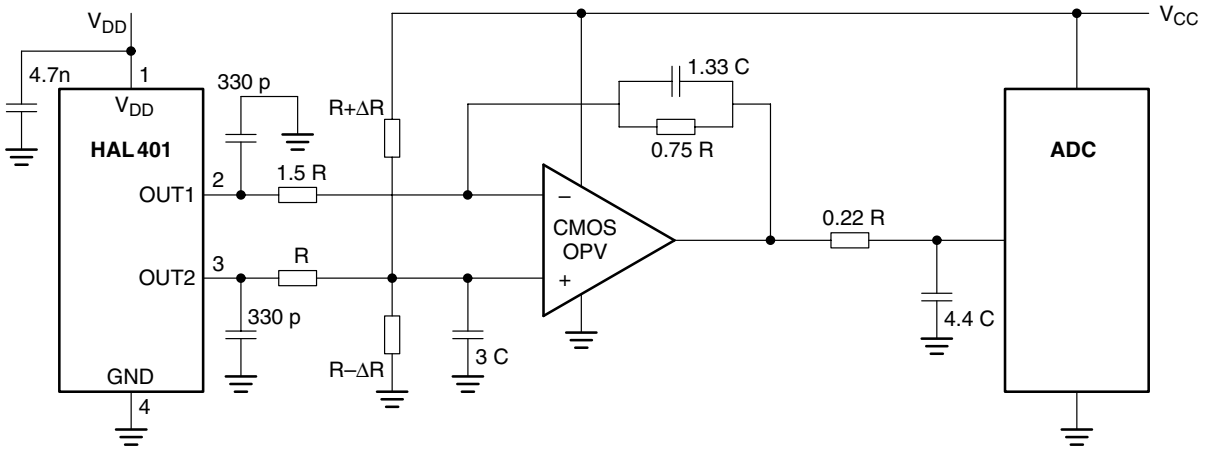 V_DD
V_CC
4.7n
1
330 p
1.33 C
V_DD
R+ΔR
HAL 401
0.75 R
ADC
2
1.5 R
OUT1
–
CMOS
OPV
0.22 R
3
R
OUT2
+
330 p
4.4 C
R–ΔR
3 C
GND
4